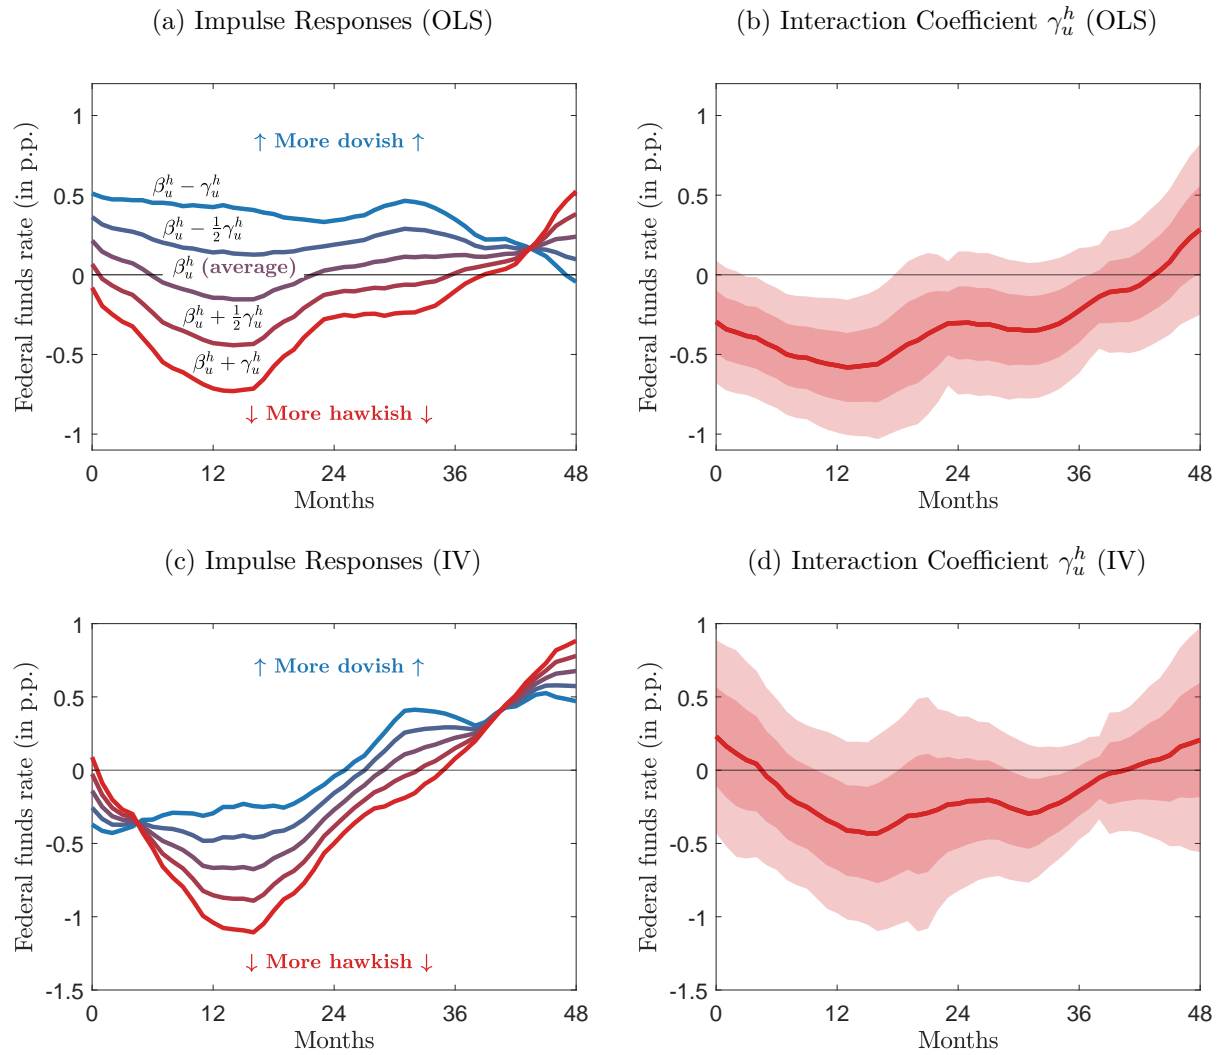 (a) Impulse Responses (OLS)
Federal funds rate (in p.p.)
1
0.5
0
-0.5
-1
↑ More dovish ↑
β_u^h − γ_u^h
β_u^h − ½γ_u^h
β_u^h (average)
β_u^h + ½γ_u^h
β_u^h + γ_u^h
↓ More hawkish ↓
0 12 24 36 48
Months
(b) Interaction Coefficient γ_u^h (OLS)
Federal funds rate (in p.p.)
1
0.5
0
-0.5
-1
0 12 24 36 48
Months
(c) Impulse Responses (IV)
Federal funds rate (in p.p.)
1
0.5
0
-0.5
-1
-1.5
↑ More dovish ↑
↓ More hawkish ↓
0 12 24 36 48
Months
(d) Interaction Coefficient γ_u^h (IV)
Federal funds rate (in p.p.)
1
0.5
0
-0.5
-1
-1.5
0 12 24 36 48
Months